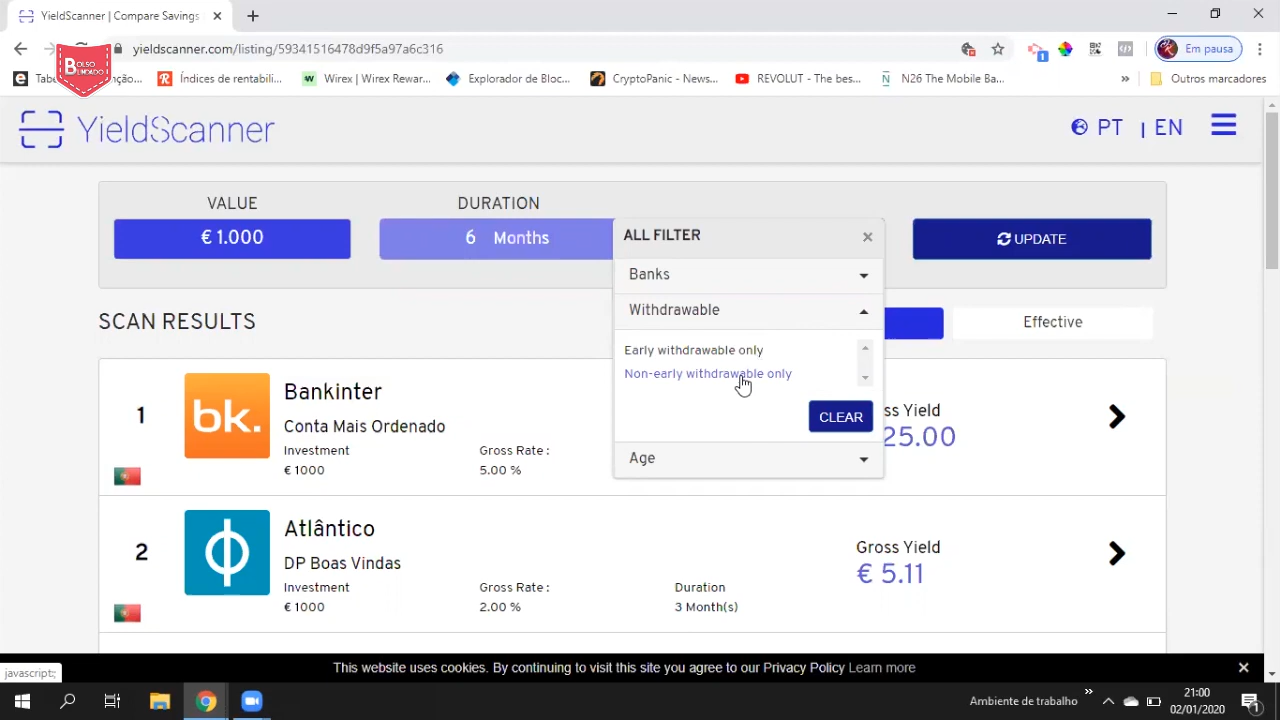 YieldScanner | Compare Savings
yieldscanner.com/listing/59341516478d9f5a97a6c316
1
Em pausa
BOLSO
BLINDADO
Índices de rentabili...
Wirex | Wirex Rewar...
Explorador de Bloc...
CryptoPanic - News...
REVOLUT - The bes...
N26 The Mobile Ba...
»
Outros marcadores
YieldScanner
PT | EN
VALUE
DURATION
€ 1.000
6 Months
UPDATE
ALL FILTER
Banks
Withdrawable
Early withdrawable only
Non-early withdrawable only
CLEAR
Age
SCAN RESULTS
Effective
1
bk.
Bankinter
Conta Mais Ordenado
Investment
€ 1000
Gross Rate :
5.00 %
25.00
2
Atlântico
DP Boas Vindas
Investment
€ 1000
Gross Rate :
2.00 %
Duration
3 Month(s)
Gross Yield
€ 5.11
This website uses cookies. By continuing to visit this site you agree to our Privacy Policy Learn more
javascript:;
Ambiente de trabalho
»
21:00
02/01/2020
1